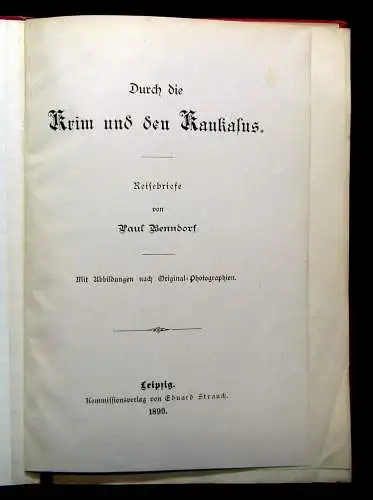 Durch die
Krim und den Kaukasus.
Reisebriefe
von
Paul Benndorf
Mit Abbildungen nach Original-Photographien.
Leipzig.
Kommissionsverlag von Eduard Strauch.
1890.